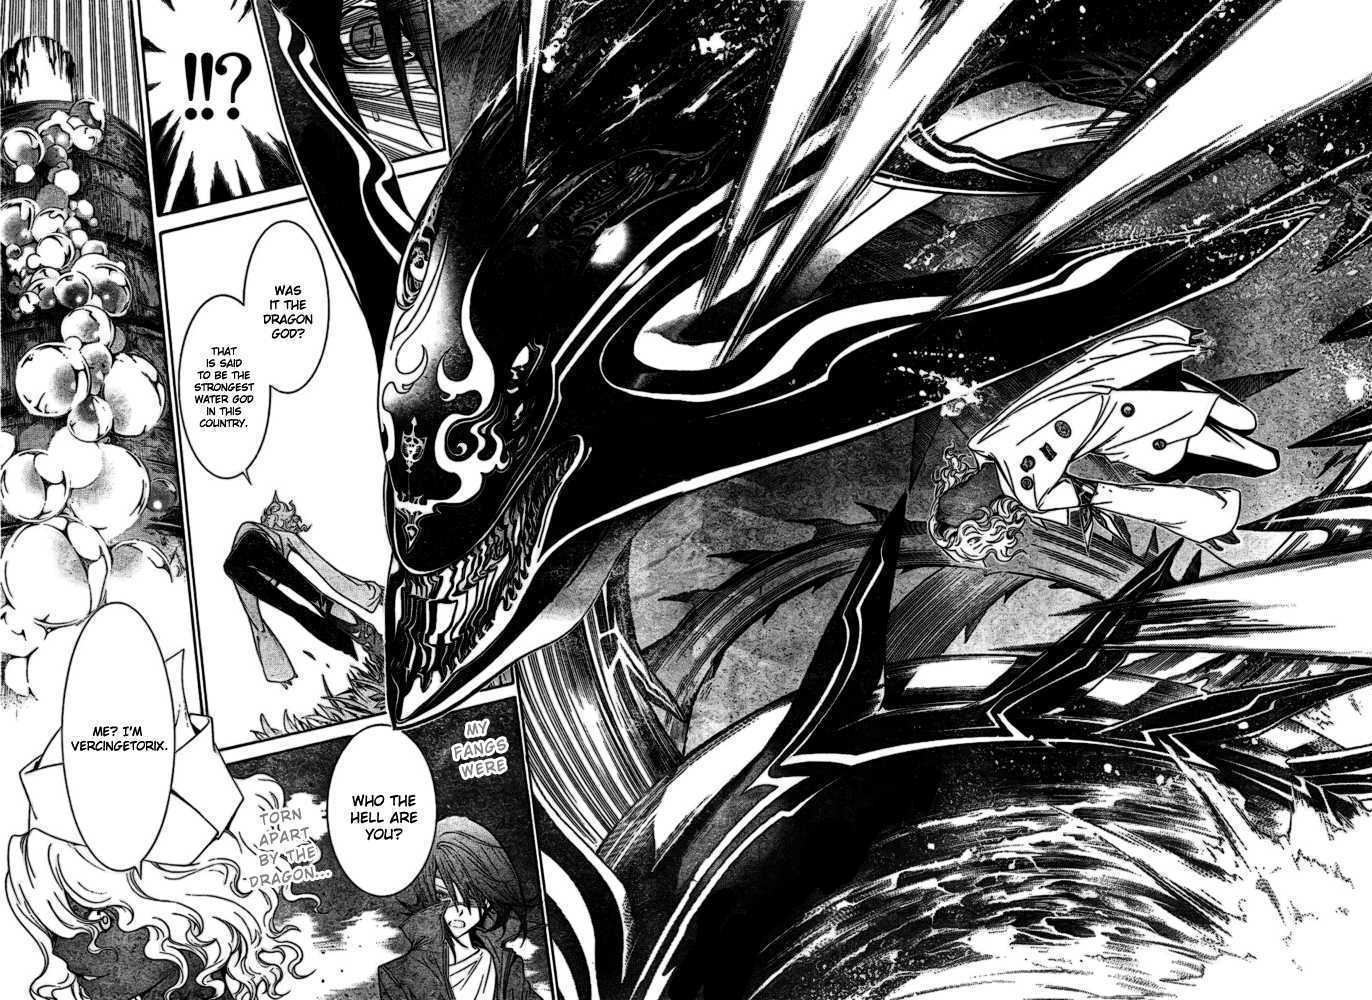 !!?
WAS
IT THE
DRAGON
GOD?
THAT
IS SAID
TO BE THE
STRONGEST
WATER GOD
IN THIS
COUNTRY.
MY
FANGS
WERE
TORN
APART
BY THE
DRAGON...
WHO THE
HELL ARE
YOU?
ME? I'M
VERCINGETORIX.